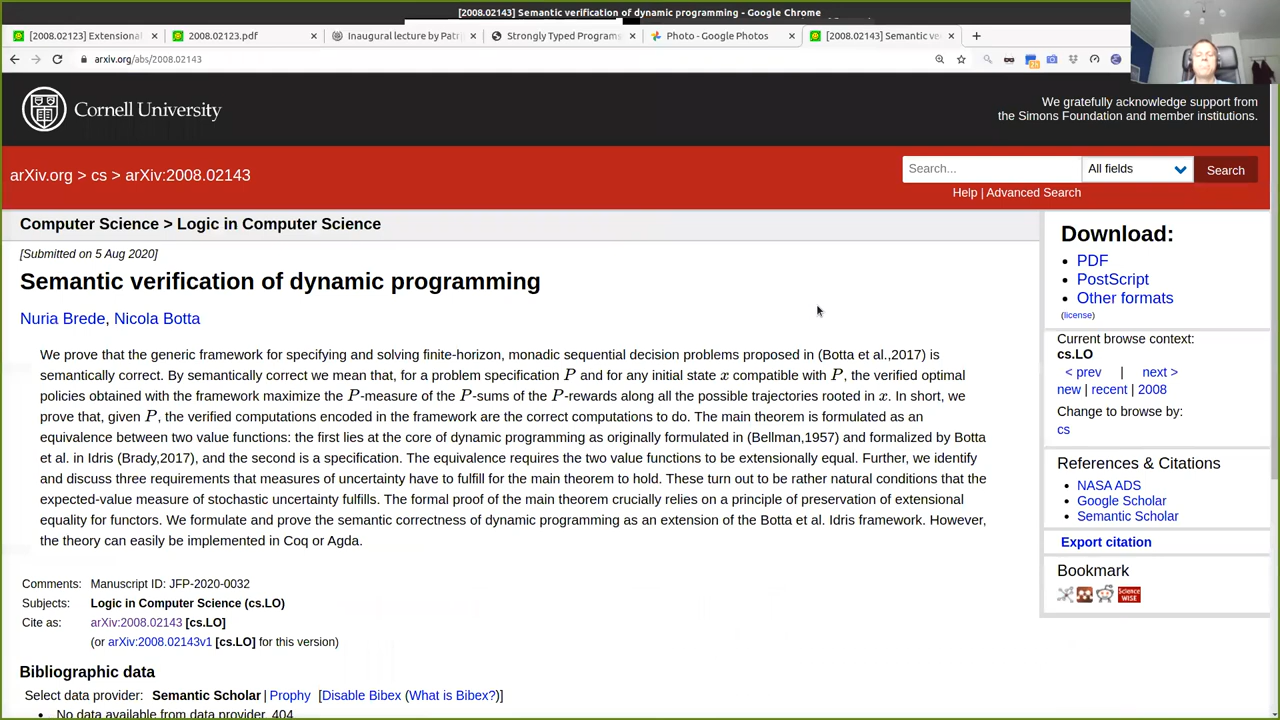 [2008.02143] Semantic verification of dynamic programming - Google Chrome
[2008.02123] Extensional
2008.02123.pdf
Inaugural lecture by Patri
Strongly Typed Program
Photo - Google Photos
[2008.02143] Semantic ve
arxiv.org/abs/2008.02143
Cornell University
We gratefully acknowledge support from
the Simons Foundation and member institutions.
arXiv.org > cs > arXiv:2008.02143
Search...
All fields
Search
Help | Advanced Search
Computer Science > Logic in Computer Science
[Submitted on 5 Aug 2020]
Semantic verification of dynamic programming
Nuria Brede, Nicola Botta
We prove that the generic framework for specifying and solving finite-horizon, monadic sequential decision problems proposed in (Botta et al.,2017) is
semantically correct. By semantically correct we mean that, for a problem specification P and for any initial state x compatible with P, the verified optimal
policies obtained with the framework maximize the P-measure of the P-sums of the P-rewards along all the possible trajectories rooted in x. In short, we
prove that, given P, the verified computations encoded in the framework are the correct computations to do. The main theorem is formulated as an
equivalence between two value functions: the first lies at the core of dynamic programming as originally formulated in (Bellman,1957) and formalized by Botta
et al. in Idris (Brady,2017), and the second is a specification. The equivalence requires the two value functions to be extensionally equal. Further, we identify
and discuss three requirements that measures of uncertainty have to fulfill for the main theorem to hold. These turn out to be rather natural conditions that the
expected-value measure of stochastic uncertainty fulfills. The formal proof of the main theorem crucially relies on a principle of preservation of extensional
equality for functors. We formulate and prove the semantic correctness of dynamic programming as an extension of the Botta et al. Idris framework. However,
the theory can easily be implemented in Coq or Agda.
Comments: Manuscript ID: JFP-2020-0032
Subjects: Logic in Computer Science (cs.LO)
Cite as: arXiv:2008.02143 [cs.LO]
(or arXiv:2008.02143v1 [cs.LO] for this version)
Bibliographic data
Select data provider: Semantic Scholar | Prophy [Disable Bibex (What is Bibex?)]
No data available from data provider. 404
Download:
PDF
PostScript
Other formats
(license)
Current browse context:
cs.LO
< prev | next >
new | recent | 2008
Change to browse by:
cs
References & Citations
NASA ADS
Google Scholar
Semantic Scholar
Export citation
Bookmark
Science
WISE